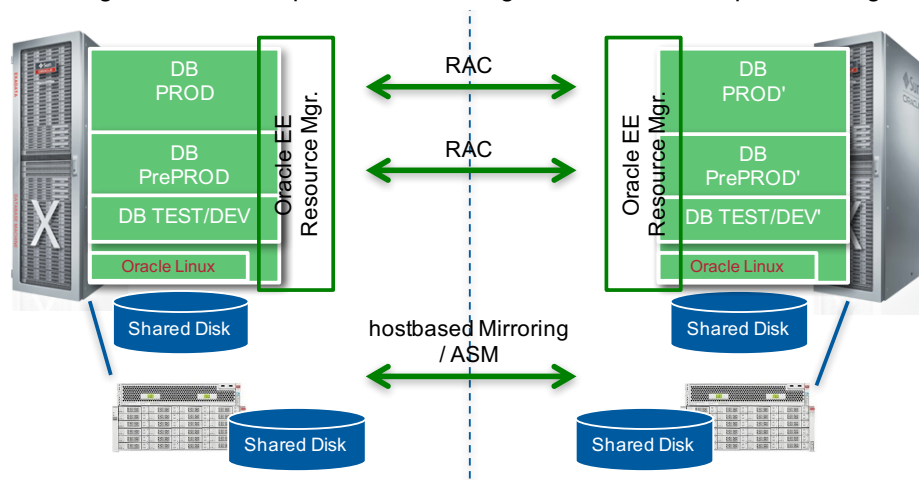 RAC
DB
PROD
DB
PROD'
Oracle EE
Resource Mgr.
Oracle EE
Resource Mgr.
RAC
DB
PrePROD
DB
PrePROD'
DB TEST/DEV
DB TEST/DEV'
Oracle Linux
Oracle Linux
X
Shared Disk
hostbased Mirroring
/ ASM
Shared Disk
Shared Disk
Shared Disk